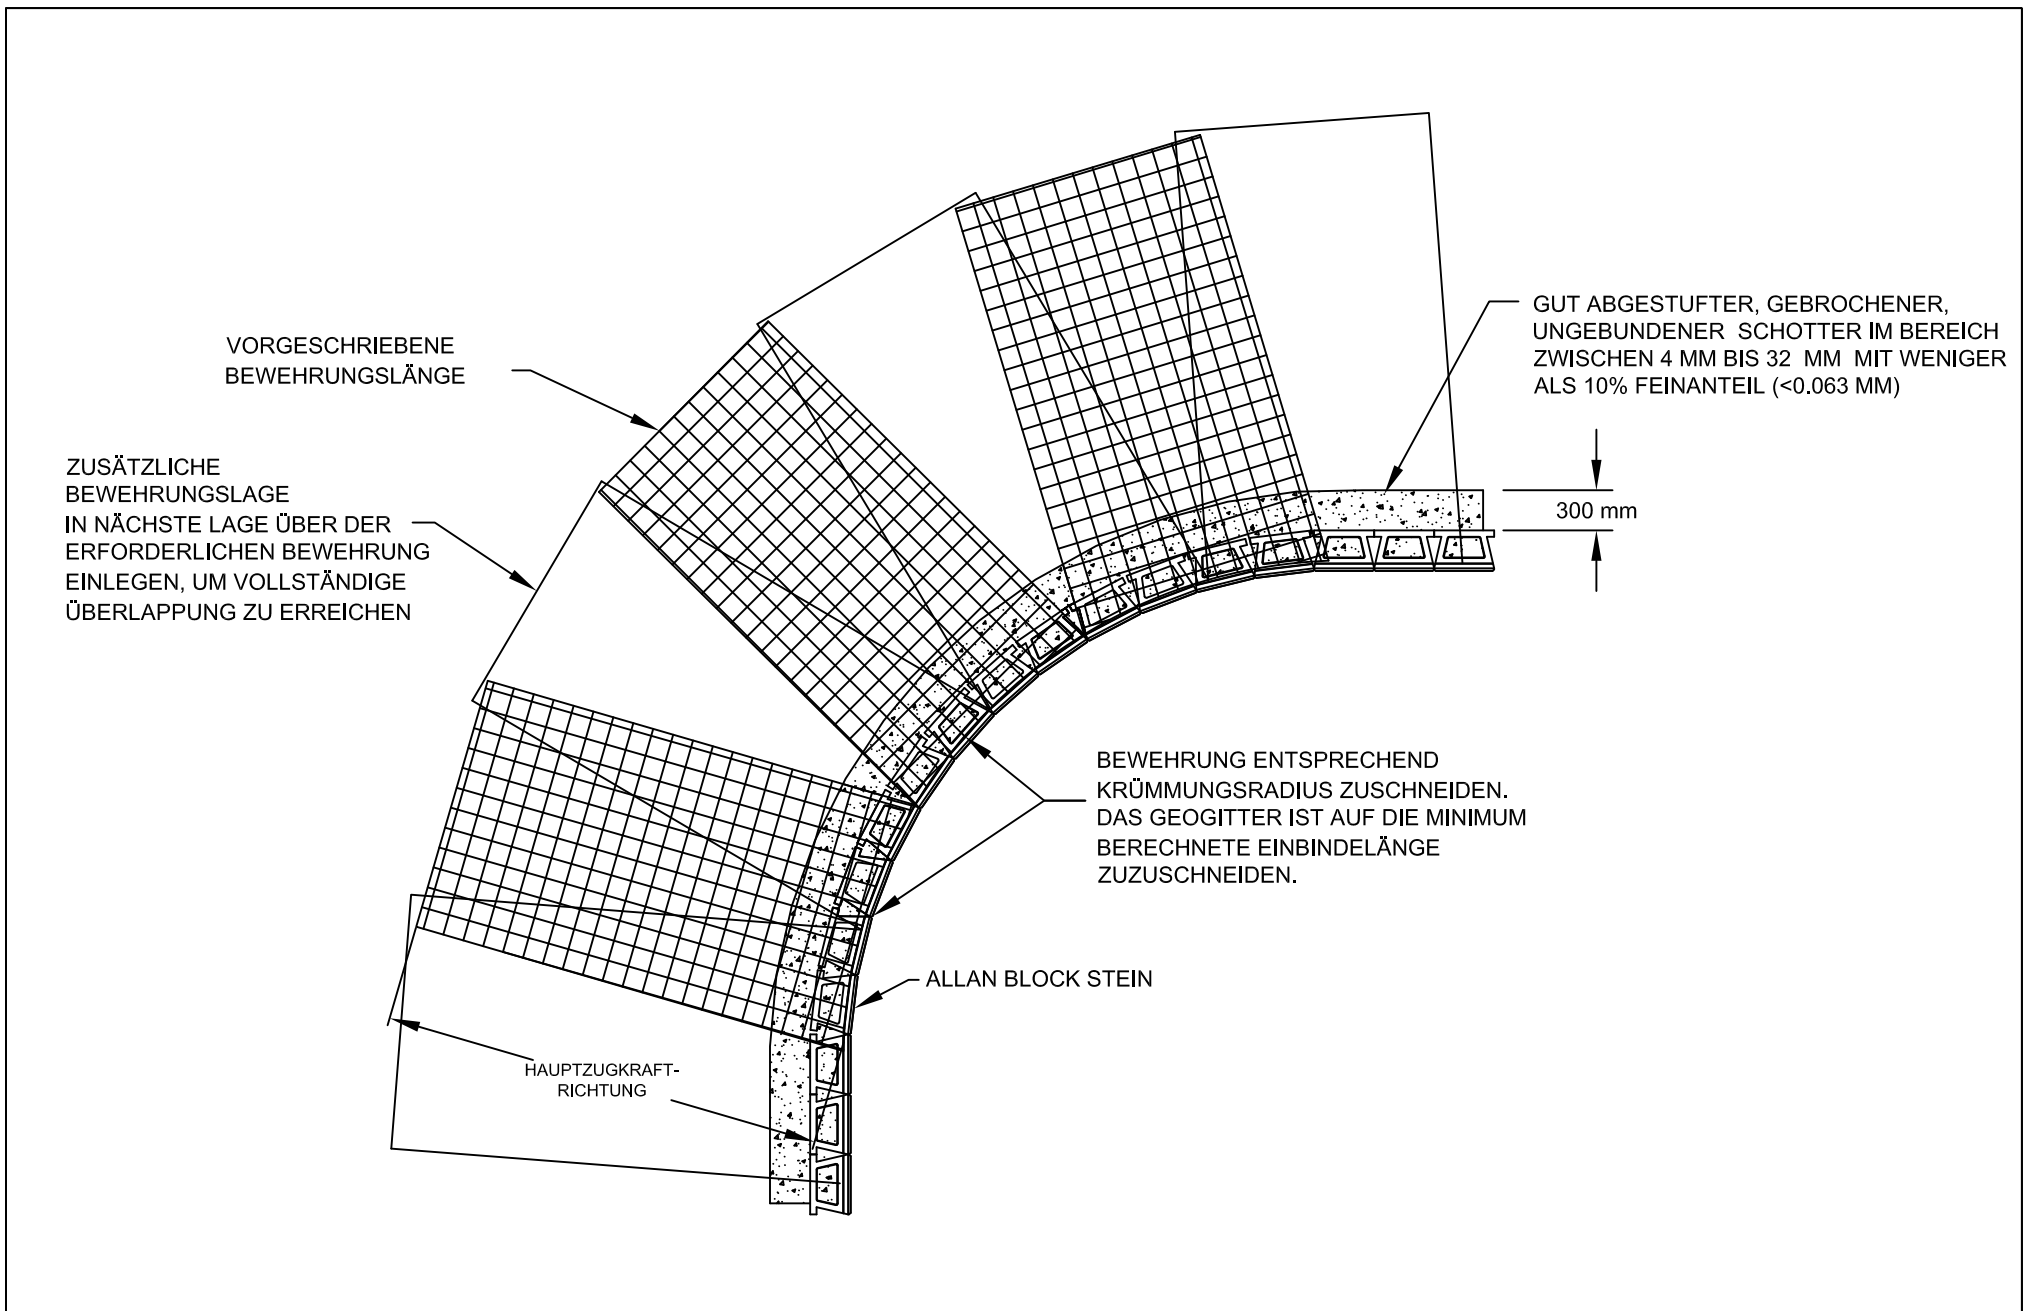 GUT ABGESTUFTER, GEBROCHENER,
UNGEBUNDENER SCHOTTER IM BEREICH
ZWISCHEN 4 MM BIS 32 MM MIT WENIGER
ALS 10% FEINANTEIL (<0.063 MM)
VORGESCHRIEBENE
BEWEHRUNGSLÄNGE
ZUSÄTZLICHE
BEWEHRUNGSLAGE
IN NÄCHSTE LAGE ÜBER DER
ERFORDERLICHEN BEWEHRUNG
EINLEGEN, UM VOLLSTÄNDIGE
ÜBERLAPPUNG ZU ERREICHEN
300 mm
BEWEHRUNG ENTSPRECHEND
KRÜMMUNGSRADIUS ZUSCHNEIDEN.
DAS GEOGITTER IST AUF DIE MINIMUM
BERECHNETE EINBINDELÄNGE
ZUZUSCHNEIDEN.
ALLAN BLOCK STEIN
HAUPTZUGKRAFT-
RICHTUNG